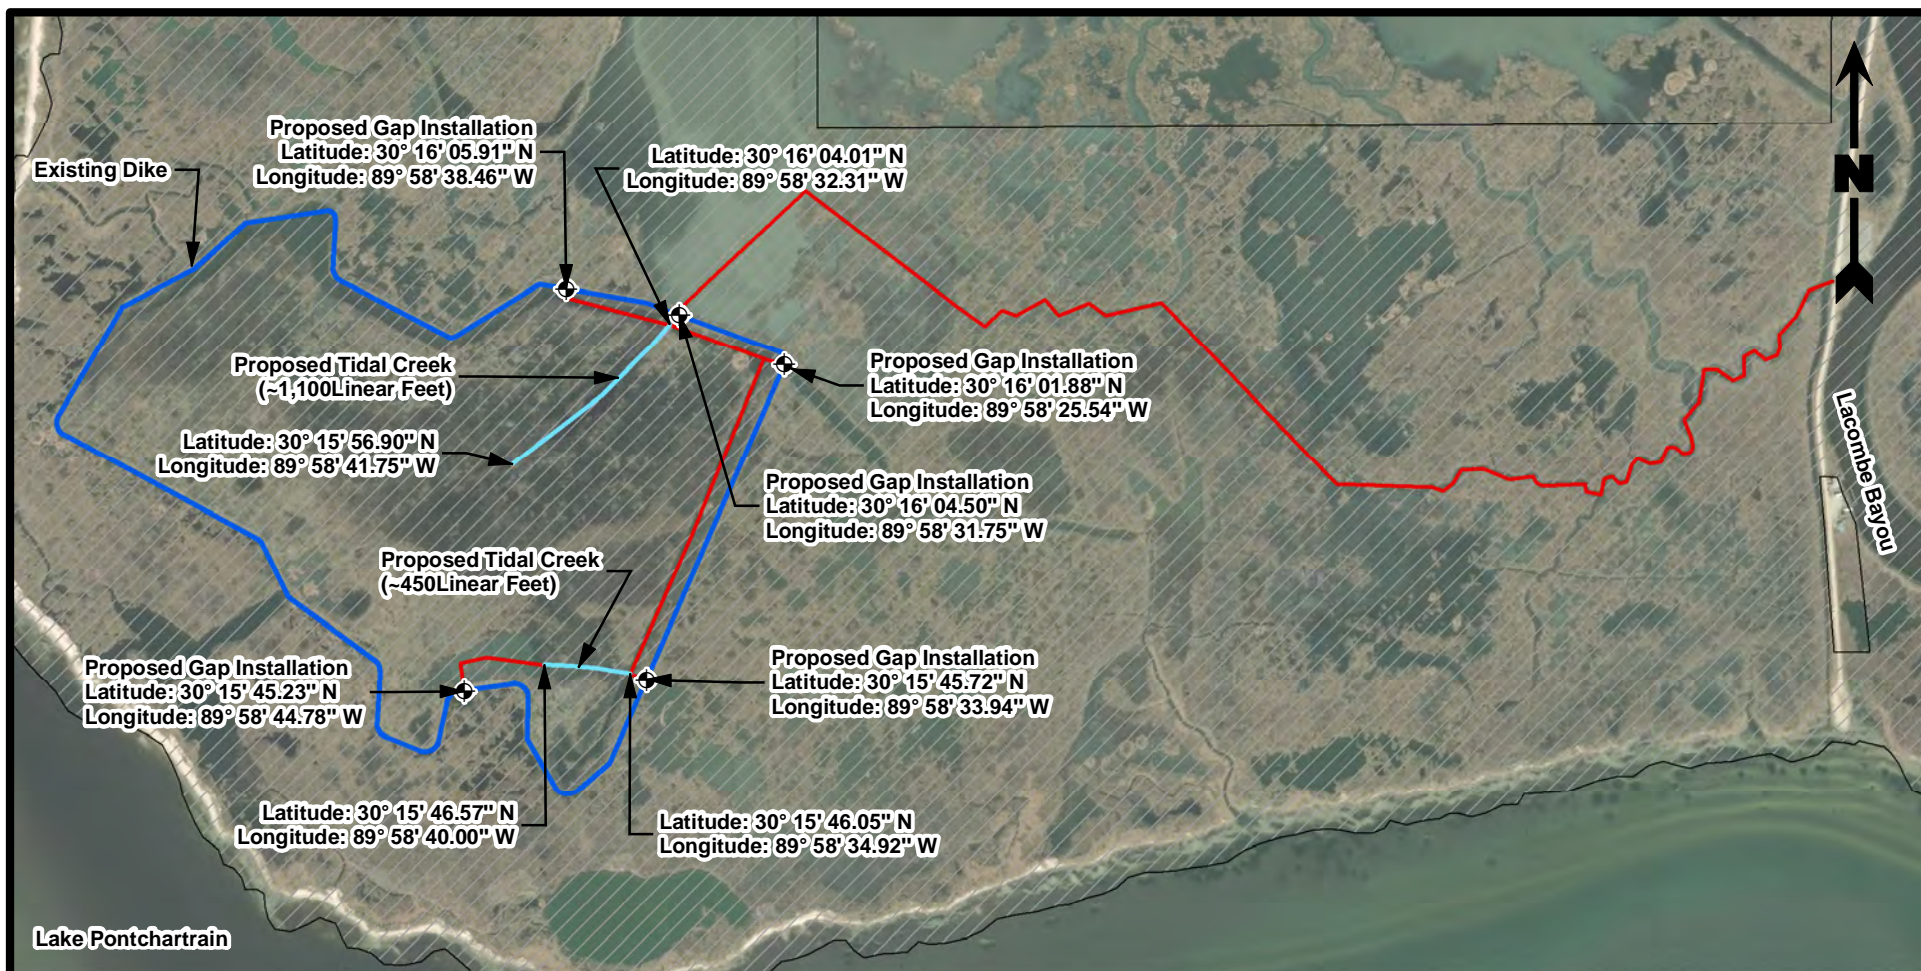 Proposed Gap Installation
Latitude: 30° 16' 05.91" N
Longitude: 89° 58' 38.46" W
Existing Dike
Latitude: 30° 16' 04.01" N
Longitude: 89° 58' 32.31" W
N
Proposed Tidal Creek
(~1,100Linear Feet)
Proposed Gap Installation
Latitude: 30° 16' 01.88" N
Longitude: 89° 58' 25.54" W
Latitude: 30° 15' 56.90" N
Longitude: 89° 58' 41.75" W
Proposed Gap Installation
Latitude: 30° 16' 04.50" N
Longitude: 89° 58' 31.75" W
Lacombe Bayou
Proposed Tidal Creek
(~450Linear Feet)
Proposed Gap Installation
Latitude: 30° 15' 45.23" N
Longitude: 89° 58' 44.78" W
Proposed Gap Installation
Latitude: 30° 15' 45.72" N
Longitude: 89° 58' 33.94" W
Latitude: 30° 15' 46.57" N
Longitude: 89° 58' 40.00" W
Latitude: 30° 15' 46.05" N
Longitude: 89° 58' 34.92" W
Lake Pontchartrain